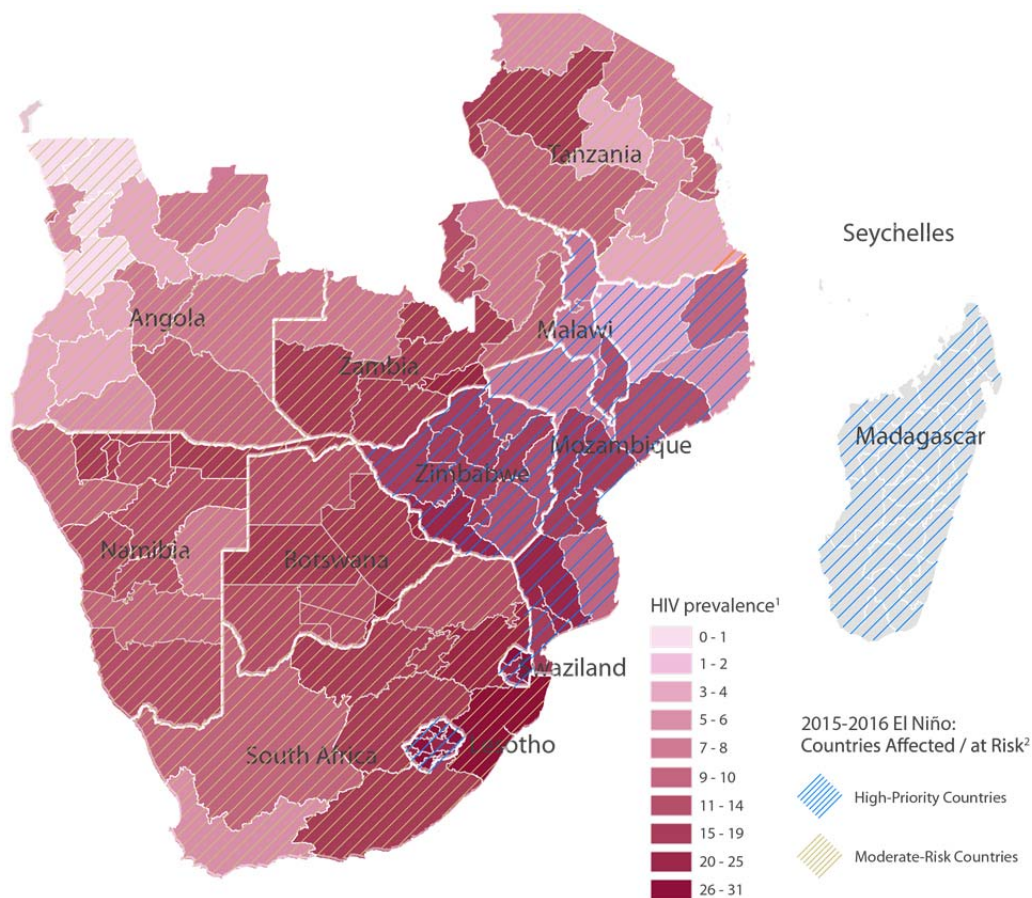 Tanzania
Seychelles
Angola
Malawi
Zambia
Mozambique
Madagascar
Zimbabwe
Namibia
Botswana
HIV prevalence¹
0 - 1
1 - 2
3 - 4
5 - 6
7 - 8
9 - 10
11 - 14
15 - 19
20 - 25
26 - 31
Swaziland
South Africa
Lesotho
2015-2016 El Niño:
Countries Affected / at Risk²
High-Priority Countries
Moderate-Risk Countries